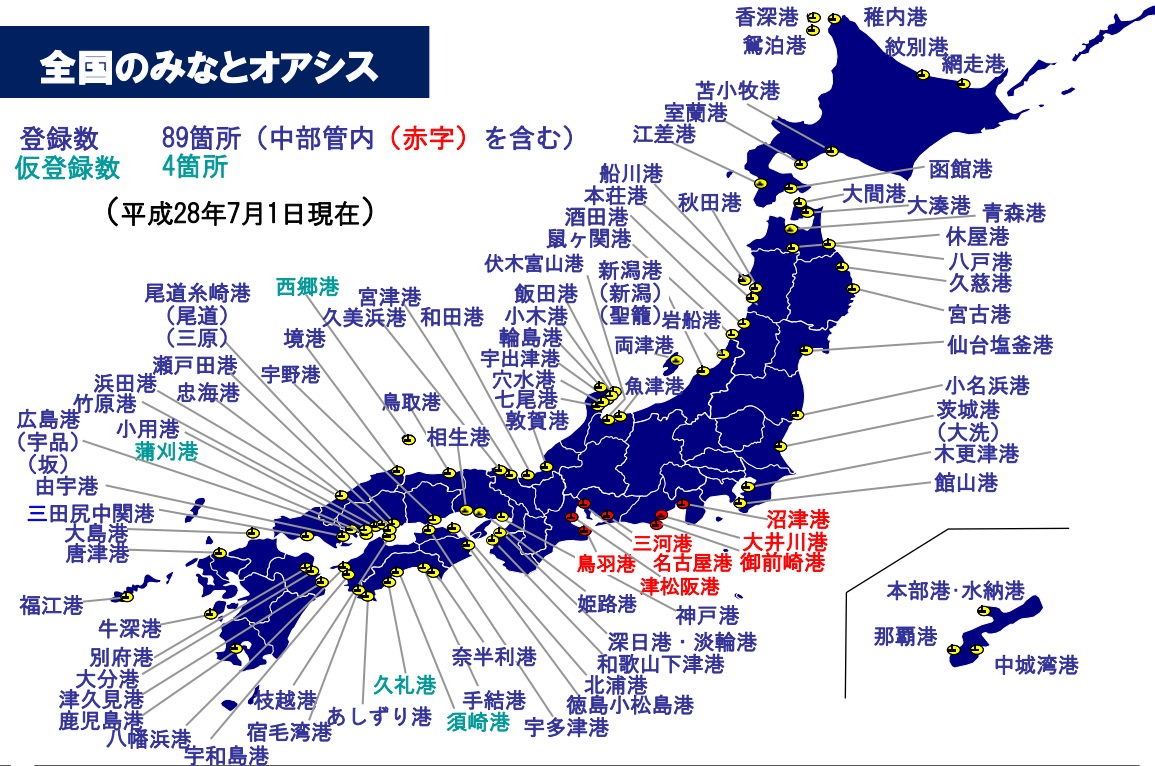 全国のみなとオアシス
登録数 89箇所（中部管内（赤字）を含む）
仮登録数 4箇所
（平成28年7月1日現在）
香深港
稚内港
鴛泊港
紋別港
網走港
苫小牧港
室蘭港
江差港
函館港
船川港
本荘港
秋田港
大間港
酒田港
大湊港
青森港
鼠ヶ関港
休屋港
伏木富山港
新潟港
（新潟）
（聖籠）
八戸港
久慈港
西郷港
尾道糸崎港
（尾道）
（三原）
宮津港
飯田港
久美浜港
和田港
小木港
岩船港
宮古港
境港
輪島港
両津港
仙台塩釜港
瀬戸田港
宇野港
宇出津港
浜田港
忠海港
穴水港
魚津港
小名浜港
竹原港
鳥取港
七尾港
茨城港
（大洗）
広島港
（宇品）
（坂）
小用港
相生港
敦賀港
蒲刈港
木更津港
由宇港
館山港
三田尻中関港
沼津港
大島港
三河港
大井川港
唐津港
鳥羽港
名古屋港
御前崎港
津松阪港
福江港
姫路港
神戸港
本部港・水納港
牛深港
深日港・淡輪港
那覇港
別府港
奈半利港
和歌山下津港
中城湾港
大分港
久礼港
北浦港
津久見港
枝越港
手結港
徳島小松島港
鹿児島港
あしずり港
須崎港
宇多津港
八幡浜港
宿毛湾港
宇和島港